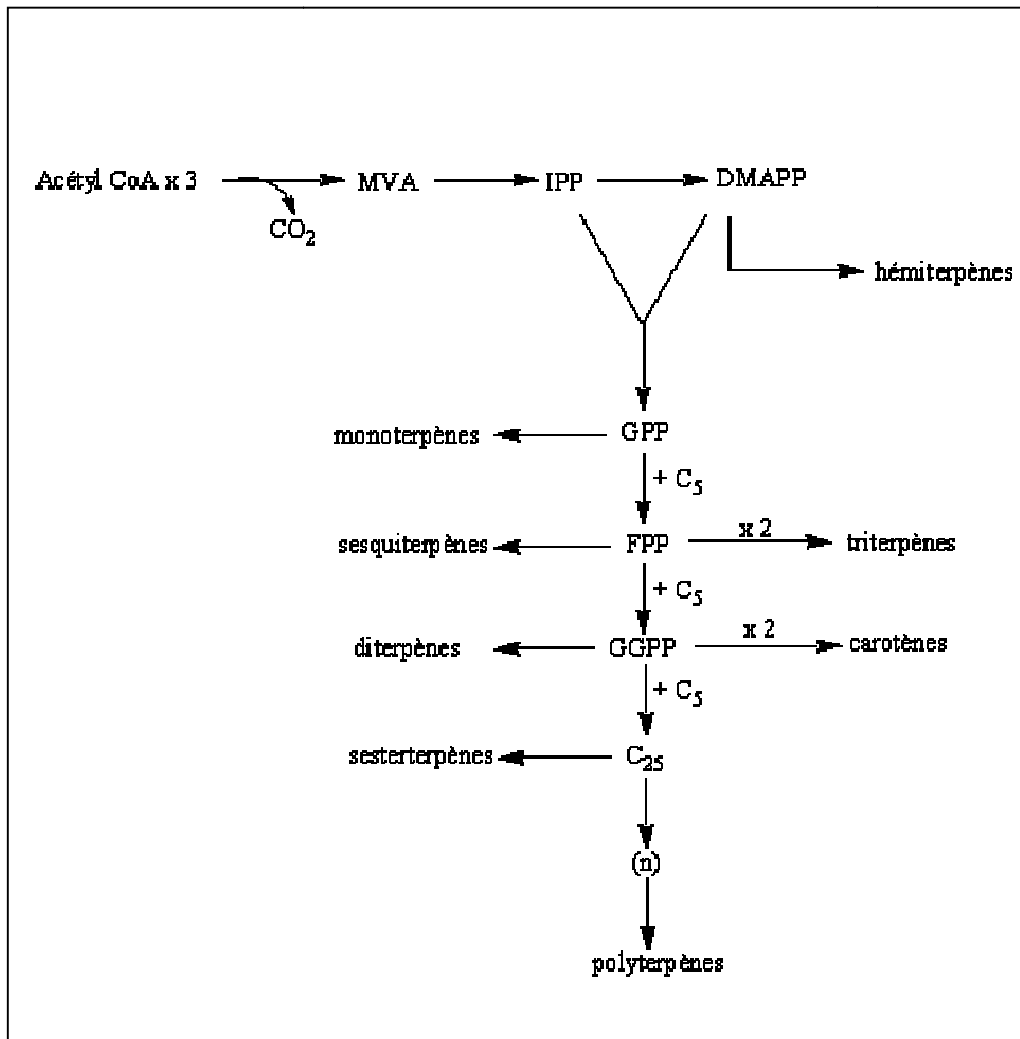 Acétyl CoA x 3 MVA IPP DMAPP
CO2
hémiterpènes
monoterpènes GPP
+ C5
sesquiterpènes FPP x 2 triterpènes
+ C5
diterpènes GGPP x 2 carotènes
+ C5
sesterterpènes C25
(n)
polyterpènes